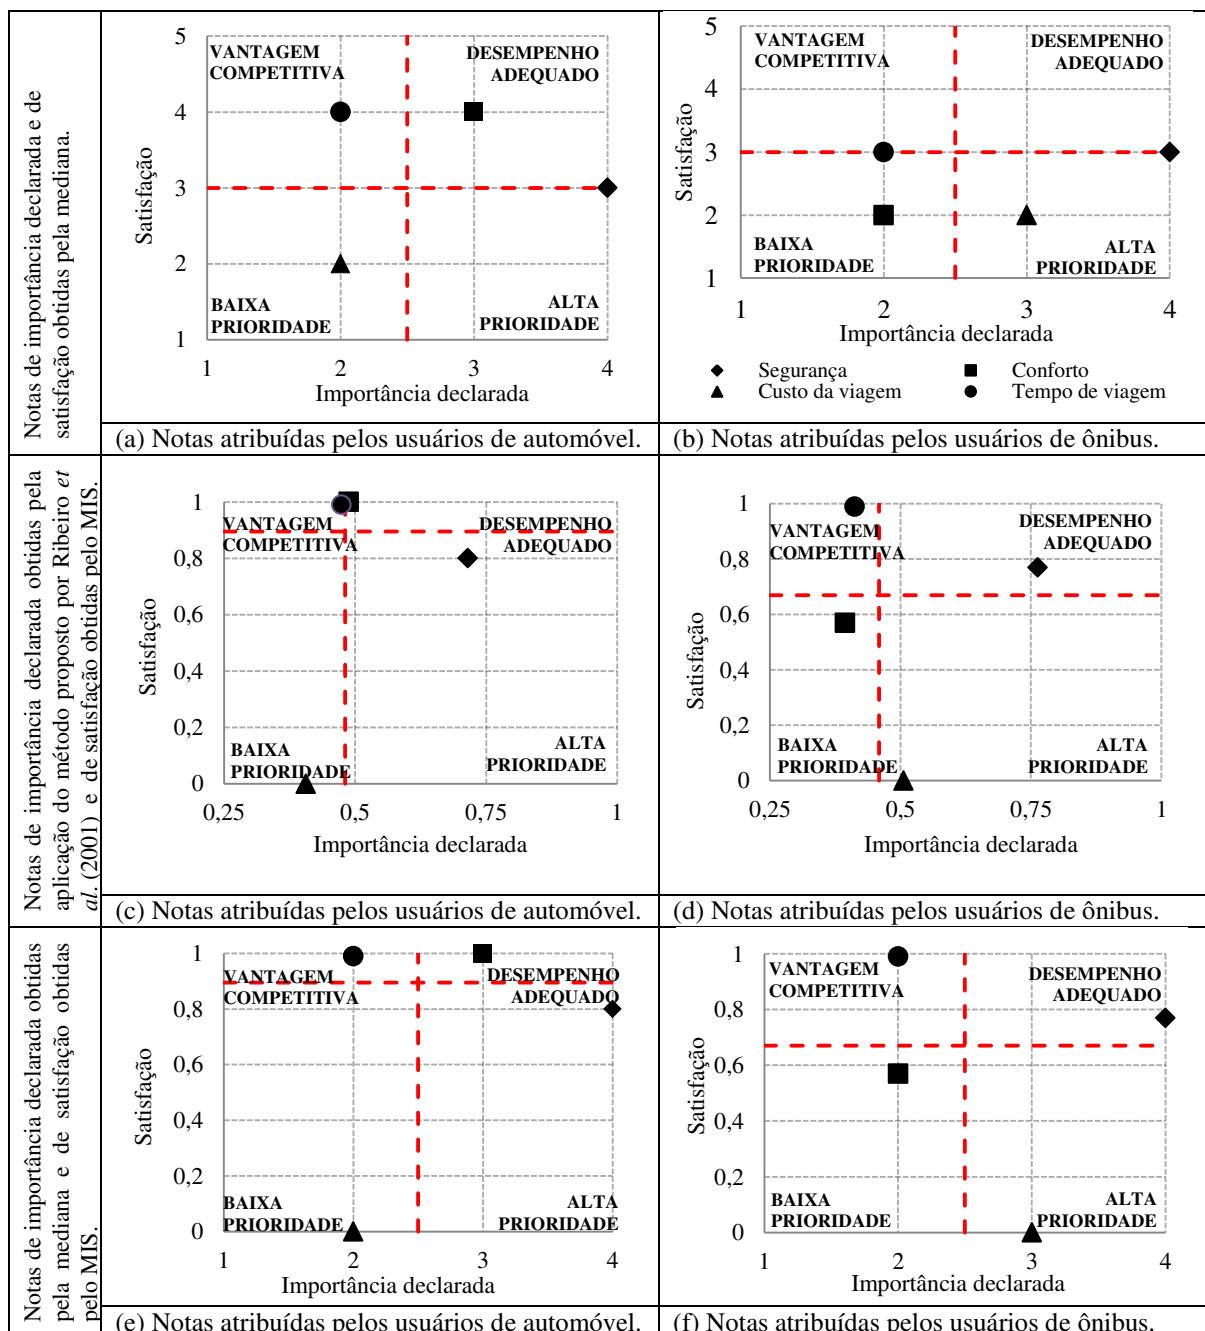 Notas de importância declarada e de
satisfação obtidas pela mediana.
5
4
3
2
1
Satisfação
VANTAGEM
COMPETITIVA
DESEMPENHO
ADEQUADO
BAIXA
PRIORIDADE
ALTA
PRIORIDADE
1 2 3 4
Importância declarada
(a) Notas atribuídas pelos usuários de automóvel.
5
4
3
2
1
Satisfação
VANTAGEM
COMPETITIVA
DESEMPENHO
ADEQUADO
BAIXA
PRIORIDADE
ALTA
PRIORIDADE
1 2 3 4
Importância declarada
Segurança Conforto
Custo da viagem Tempo de viagem
(b) Notas atribuídas pelos usuários de ônibus.
Notas de importância declarada obtidas pela
aplicação do método proposto por Ribeiro et
al. (2001) e de satisfação obtidas pelo MIS.
1
0,8
0,6
0,4
0,2
0
Satisfação
VANTAGEM
COMPETITIVA
DESEMPENHO
ADEQUADO
BAIXA
PRIORIDADE
ALTA
PRIORIDADE
0,25 0,5 0,75 1
Importância declarada
(c) Notas atribuídas pelos usuários de automóvel.
1
0,8
0,6
0,4
0,2
0
Satisfação
VANTAGEM
COMPETITIVA
DESEMPENHO
ADEQUADO
BAIXA
PRIORIDADE
ALTA
PRIORIDADE
0,25 0,5 0,75 1
Importância declarada
(d) Notas atribuídas pelos usuários de ônibus.
Notas de importância declarada obtidas
pela mediana e de satisfação obtidas
pelo MIS.
1
0,8
0,6
0,4
0,2
0
Satisfação
VANTAGEM
COMPETITIVA
DESEMPENHO
ADEQUADO
BAIXA
PRIORIDADE
ALTA
PRIORIDADE
1 2 3 4
Importância declarada
(e) Notas atribuídas pelos usuários de automóvel.
1
0,8
0,6
0,4
0,2
0
Satisfação
VANTAGEM
COMPETITIVA
DESEMPENHO
ADEQUADO
BAIXA
PRIORIDADE
ALTA
PRIORIDADE
1 2 3 4
Importância declarada
(f) Notas atribuídas pelos usuários de ônibus.